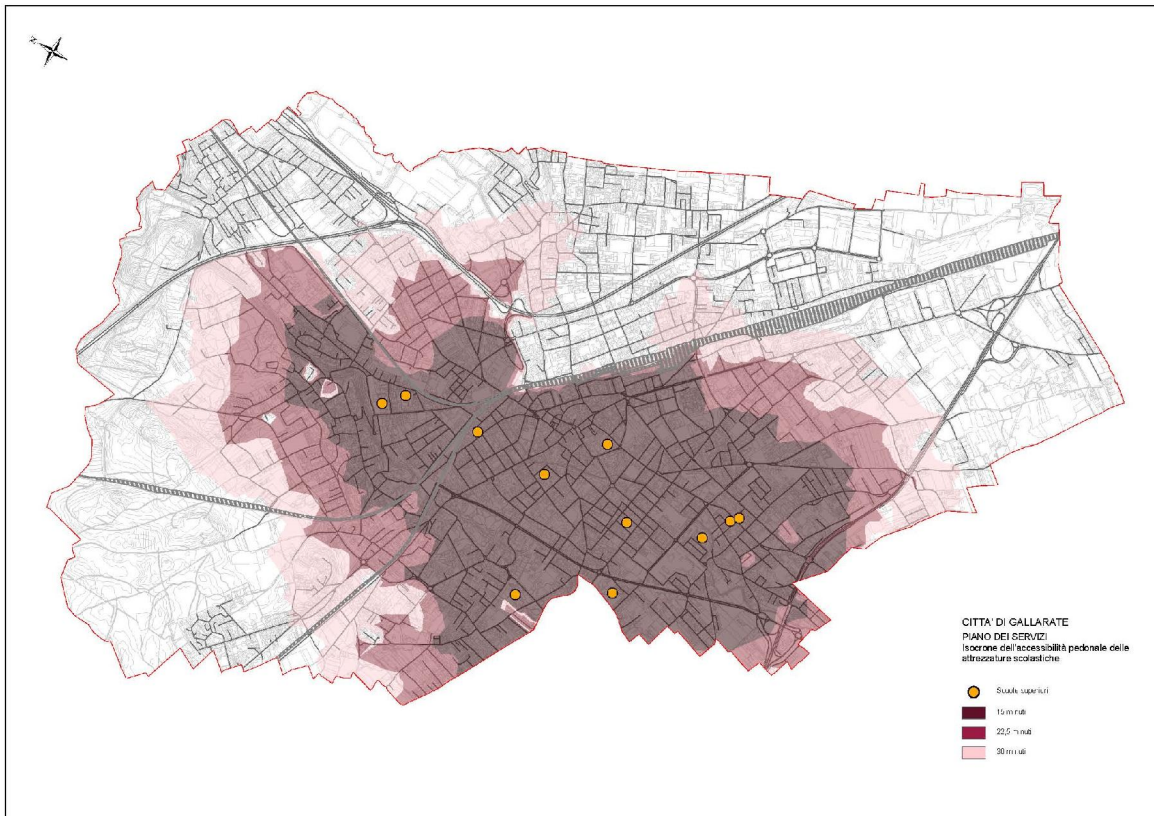 N
CITTA' DI GALLARATE
PIANO DEI SERVIZI
Isocrone dell'accessibilità pedonale delle
attrezzature scolastiche
Scuole superiori
15 minuti
22,5 minuti
30 minuti